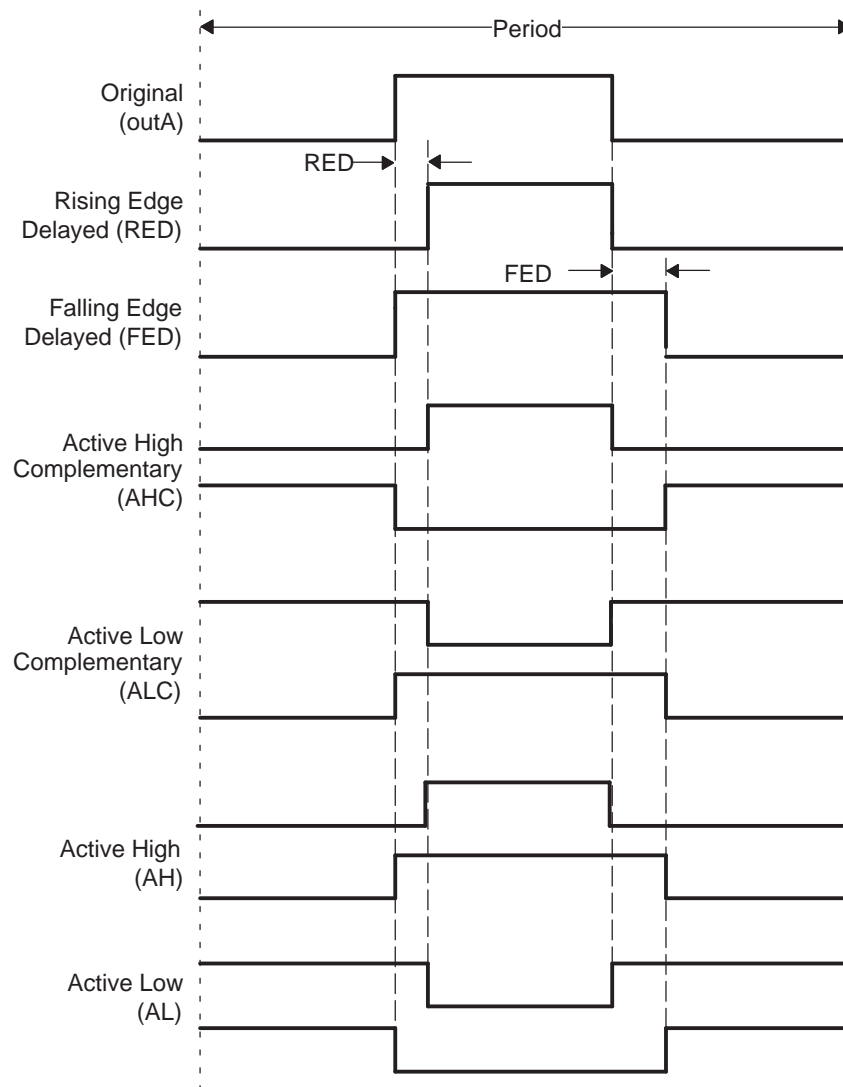 Period
Original
(outA)
RED
Rising Edge
Delayed (RED)
FED
Falling Edge
Delayed (FED)
Active High
Complementary
(AHC)
Active Low
Complementary
(ALC)
Active High
(AH)
Active Low
(AL)